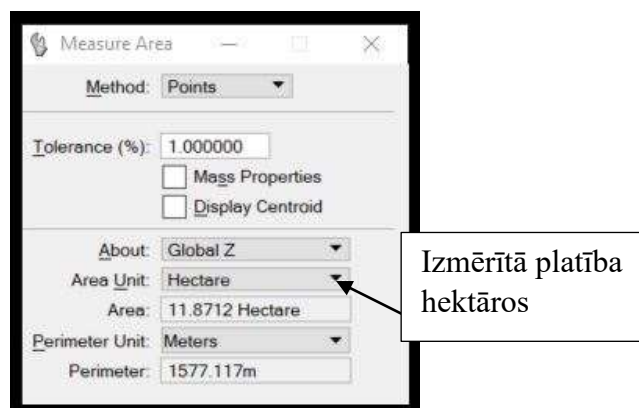 Measure Area
Method: Points
Tolerance (%): 1.000000
Mass Properties
Display Centroid
About: Global Z
Area Unit: Hectare
Area: 11.8712 Hectare
Perimeter Unit: Meters
Perimeter: 1577.117m
Izmērītā platība
hektāros